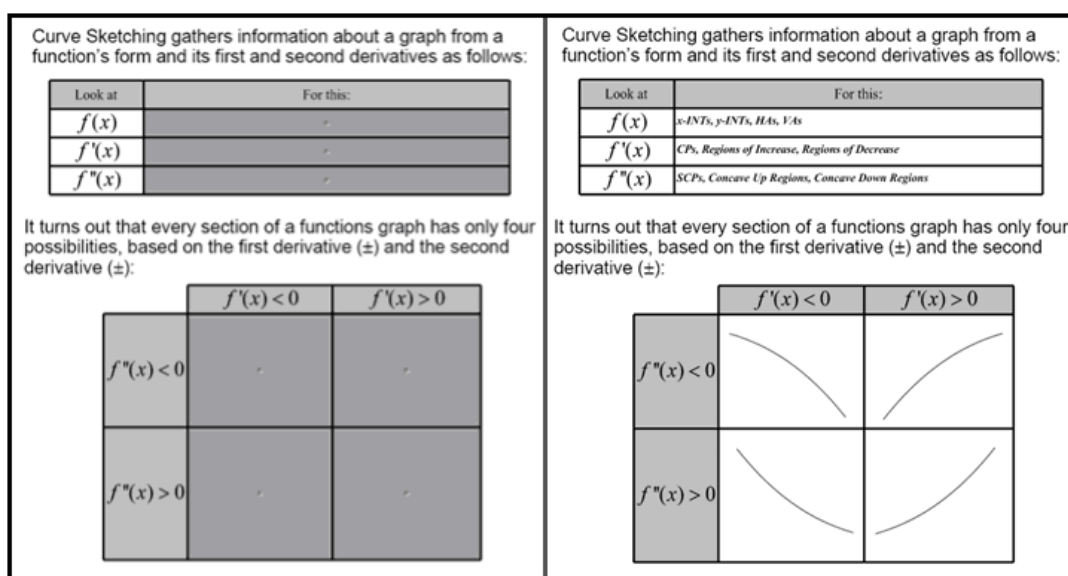 Curve Sketching gathers information about a graph from a
function's form and its first and second derivatives as follows:
Look at For this:
f(x)
f'(x)
f"(x)
It turns out that every section of a functions graph has only four
possibilities, based on the first derivative (±) and the second
derivative (±):
f'(x) < 0 f'(x) > 0
f"(x) < 0
f"(x) > 0
Curve Sketching gathers information about a graph from a
function's form and its first and second derivatives as follows:
Look at For this:
f(x) x-INTs, y-INTs, HAs, VAs
f'(x) CPs, Regions of Increase, Regions of Decrease
f"(x) SCPs, Concave Up Regions, Concave Down Regions
It turns out that every section of a functions graph has only four
possibilities, based on the first derivative (±) and the second
derivative (±):
f'(x) < 0 f'(x) > 0
f"(x) < 0
f"(x) > 0